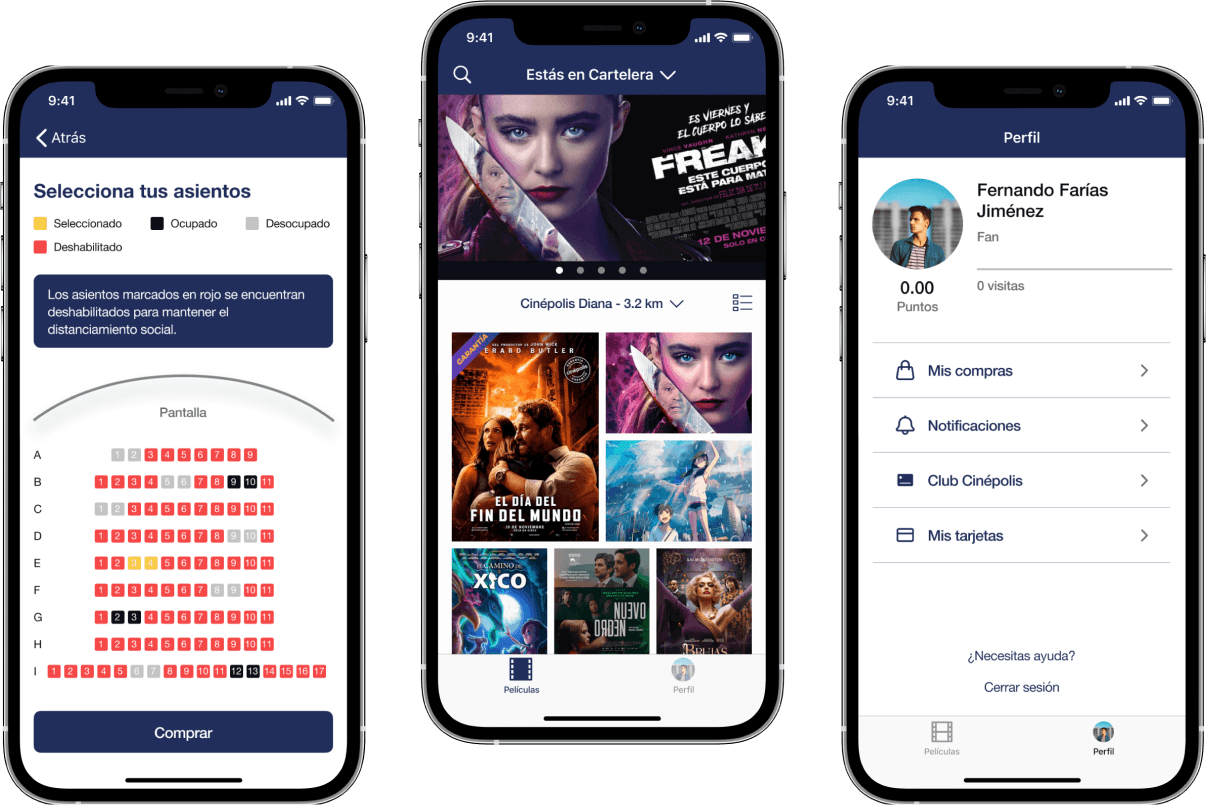 9:41
Atrás
Selecciona tus asientos
Seleccionado
Ocupado
Desocupado
Deshabilitado
Los asientos marcados en rojo se encuentran
deshabilitados para mantener el
distanciamiento social.
Pantalla
A 1 2 3 4 5 6 7 8 9
B 1 2 3 4 5 6 7 8 9 10 11
C 1 2 3 4 5 6 7 8 9 10 11
D 1 2 3 4 5 6 7 8 9 10 11
E 1 2 3 4 5 6 7 8 9 10 11
F 1 2 3 4 5 6 7 8 9 10 11
G 1 2 3 4 5 6 7 8 9 10 11
H 1 2 3 4 5 6 7 8 9 10 11
I 1 2 3 4 5 6 7 8 9 10 11 12 13 14 15 16 17
Comprar
9:41
Estás en Cartelera
ES VIERNES Y
EL CUERPO LO SABE
VINCE VAUGHN KATHRYN
FREAK
ESTE CUERPO
ESTÁ PARA MAT
12 DE NOVIE
SOLO EN C
Cinépolis Diana - 3.2 km
GARANTÍA
ERARD BUTLER
cinépolis
EL DÍA DEL
FIN DEL MUNDO
EL CAMINO DE
XICO
NUEVO
ORDEN
BRUJAS
Películas
Perfil
9:41
Perfil
Fernando Farías
Jiménez
Fan
0.00
Puntos
0 visitas
Mis compras
Notificaciones
Club Cinépolis
Mis tarjetas
¿Necesitas ayuda?
Cerrar sesión
Películas
Perfil